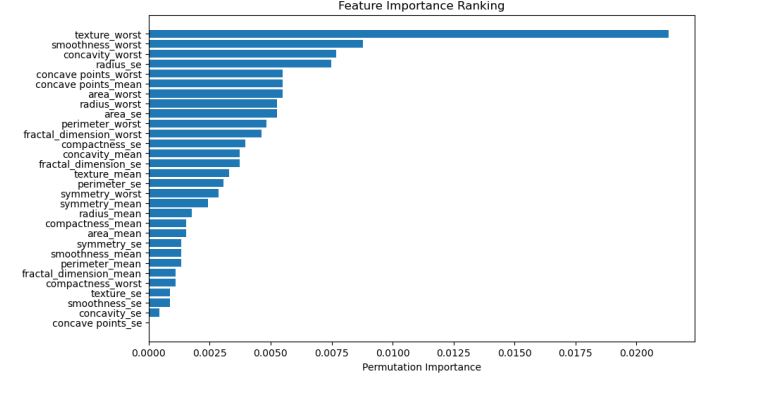 Feature Importance Ranking
texture_worst
smoothness_worst
concavity_worst
radius_se
concave points_worst
concave points_mean
area_worst
radius_worst
area_se
perimeter_worst
fractal_dimension_worst
compactness_se
concavity_mean
fractal_dimension_se
texture_mean
perimeter_se
symmetry_worst
symmetry_mean
radius_mean
compactness_mean
area_mean
symmetry_se
smoothness_mean
perimeter_mean
fractal_dimension_mean
compactness_worst
texture_se
smoothness_se
concavity_se
concave points_se
0.0000 0.0025 0.0050 0.0075 0.0100 0.0125 0.0150 0.0175 0.0200
Permutation Importance